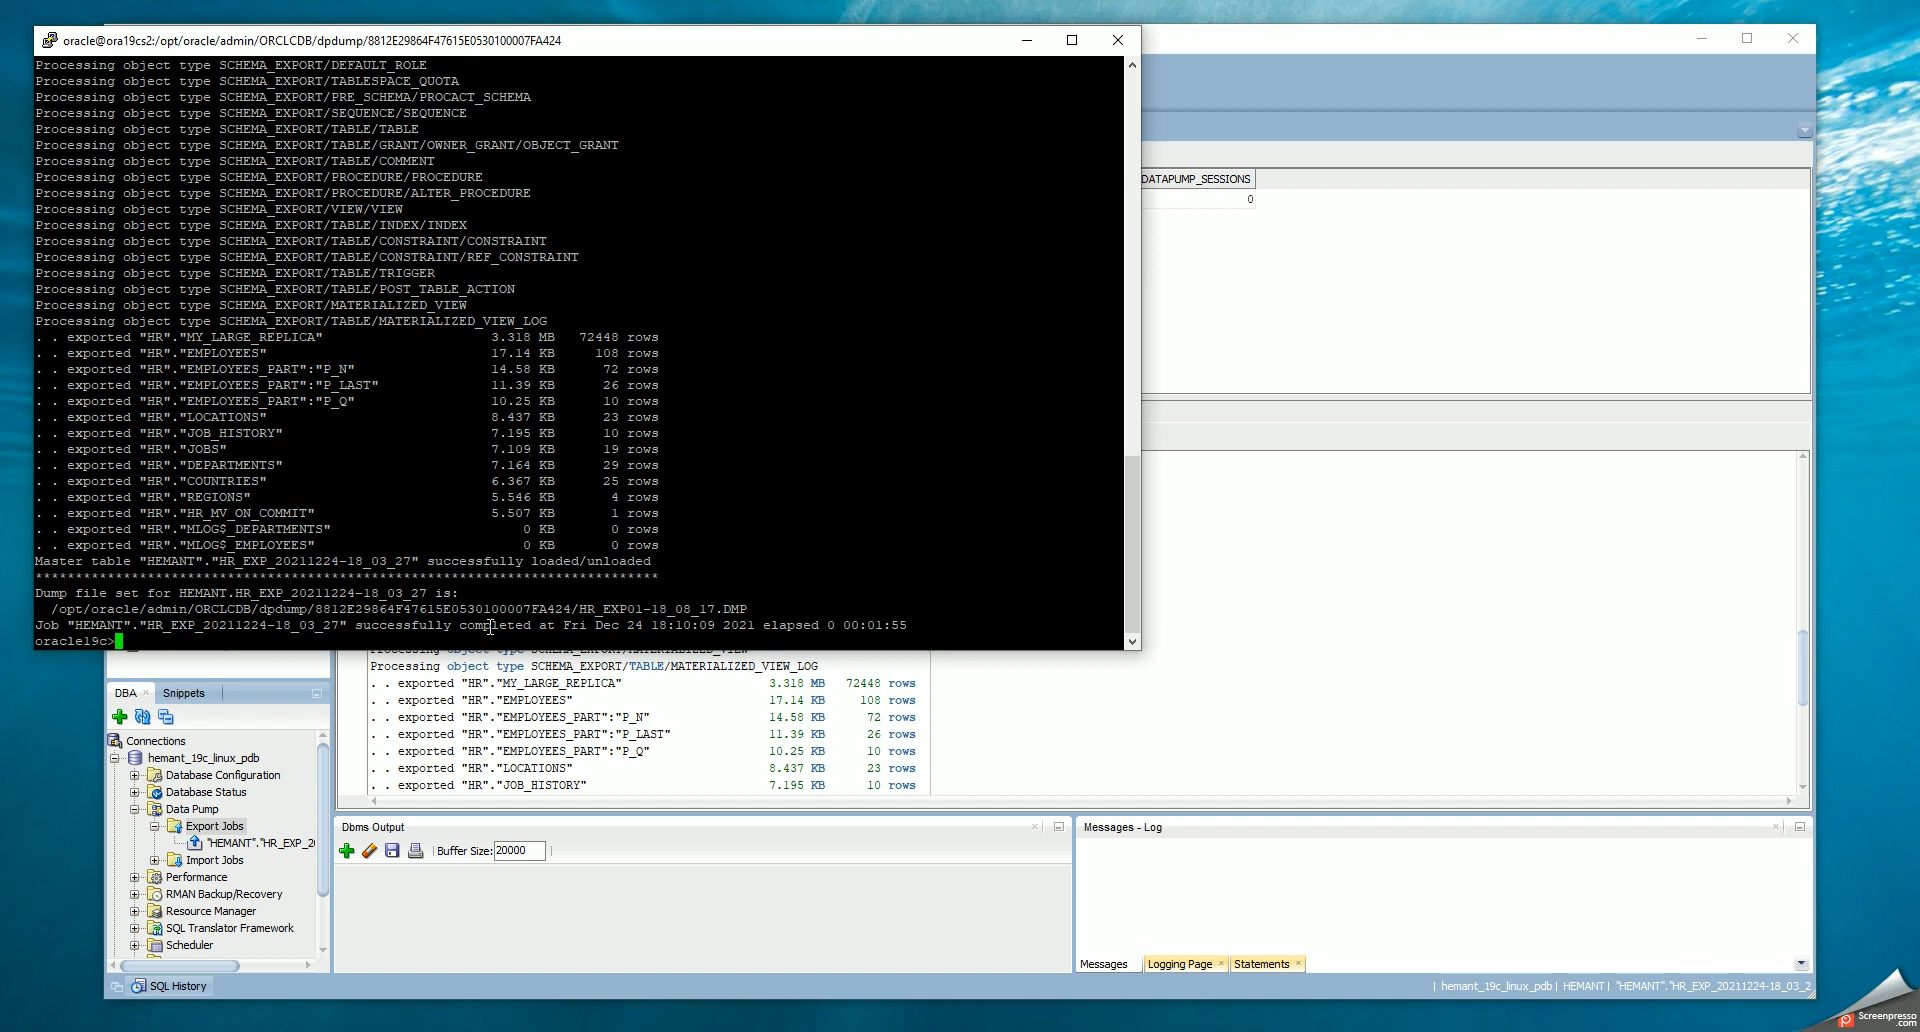 oracle@ora19cs2:/opt/oracle/admin/ORCLCDB/dpdump/8812E29864F47615E0530100007FA424
Processing object type SCHEMA_EXPORT/DEFAULT_ROLE
Processing object type SCHEMA_EXPORT/TABLESPACE_QUOTA
Processing object type SCHEMA_EXPORT/PRE_SCHEMA/PROCACT_SCHEMA
Processing object type SCHEMA_EXPORT/SEQUENCE/SEQUENCE
Processing object type SCHEMA_EXPORT/TABLE/TABLE
Processing object type SCHEMA_EXPORT/TABLE/GRANT/OWNER_GRANT/OBJECT_GRANT
Processing object type SCHEMA_EXPORT/TABLE/COMMENT
Processing object type SCHEMA_EXPORT/PROCEDURE/PROCEDURE
Processing object type SCHEMA_EXPORT/PROCEDURE/ALTER_PROCEDURE
Processing object type SCHEMA_EXPORT/VIEW/VIEW
Processing object type SCHEMA_EXPORT/TABLE/INDEX/INDEX
Processing object type SCHEMA_EXPORT/TABLE/CONSTRAINT/CONSTRAINT
Processing object type SCHEMA_EXPORT/TABLE/CONSTRAINT/REF_CONSTRAINT
Processing object type SCHEMA_EXPORT/TABLE/TRIGGER
Processing object type SCHEMA_EXPORT/TABLE/POST_TABLE_ACTION
Processing object type SCHEMA_EXPORT/MATERIALIZED_VIEW
Processing object type SCHEMA_EXPORT/TABLE/MATERIALIZED_VIEW_LOG
. . exported "HR"."MY_LARGE_REPLICA" 3.318 MB 72448 rows
. . exported "HR"."EMPLOYEES" 17.14 KB 108 rows
. . exported "HR"."EMPLOYEES_PART":"P_N" 14.58 KB 72 rows
. . exported "HR"."EMPLOYEES_PART":"P_LAST" 11.39 KB 26 rows
. . exported "HR"."EMPLOYEES_PART":"P_Q" 10.25 KB 10 rows
. . exported "HR"."LOCATIONS" 8.437 KB 23 rows
. . exported "HR"."JOB_HISTORY" 7.195 KB 10 rows
. . exported "HR"."JOBS" 7.109 KB 19 rows
. . exported "HR"."DEPARTMENTS" 7.164 KB 29 rows
. . exported "HR"."COUNTRIES" 6.367 KB 25 rows
. . exported "HR"."REGIONS" 5.546 KB 4 rows
. . exported "HR"."HR_MV_ON_COMMIT" 5.507 KB 1 rows
. . exported "HR"."MLOG$_DEPARTMENTS" 0 KB 0 rows
. . exported "HR"."MLOG$_EMPLOYEES" 0 KB 0 rows
Master table "HEMANT"."HR_EXP_20211224-18_03_27" successfully loaded/unloaded
******************************************************************************
Dump file set for HEMANT.HR_EXP_20211224-18_03_27 is:
/opt/oracle/admin/ORCLCDB/dpdump/8812E29864F47615E0530100007FA424/HR_EXP01-18_08_17.DMP
Job "HEMANT"."HR_EXP_20211224-18_03_27" successfully completed at Fri Dec 24 18:10:09 2021 elapsed 0 00:01:55
oracle19c>
DATAPUMP_SESSIONS
0
Processing object type SCHEMA_EXPORT/MATERIALIZED_VIEW
Processing object type SCHEMA_EXPORT/TABLE/MATERIALIZED_VIEW_LOG
. . exported "HR"."MY_LARGE_REPLICA" 3.318 MB 72448 rows
. . exported "HR"."EMPLOYEES" 17.14 KB 108 rows
. . exported "HR"."EMPLOYEES_PART":"P_N" 14.58 KB 72 rows
. . exported "HR"."EMPLOYEES_PART":"P_LAST" 11.39 KB 26 rows
. . exported "HR"."EMPLOYEES_PART":"P_Q" 10.25 KB 10 rows
. . exported "HR"."LOCATIONS" 8.437 KB 23 rows
. . exported "HR"."JOB_HISTORY" 7.195 KB 10 rows
DBA Snippets
Connections
hemant_19c_linux_pdb
Database Configuration
Database Status
Data Pump
Export Jobs
"HEMANT"."HR_EXP_20
Import Jobs
Performance
RMAN Backup/Recovery
Resource Manager
SQL Translator Framework
Scheduler
Dbms Output
Buffer Size: 20000
Messages - Log
Messages Logging Page Statements
SQL History
| hemant_19c_linux_pdb | HEMANT | "HEMANT"."HR_EXP_20211224-18_03_2
Screenpresso
.com